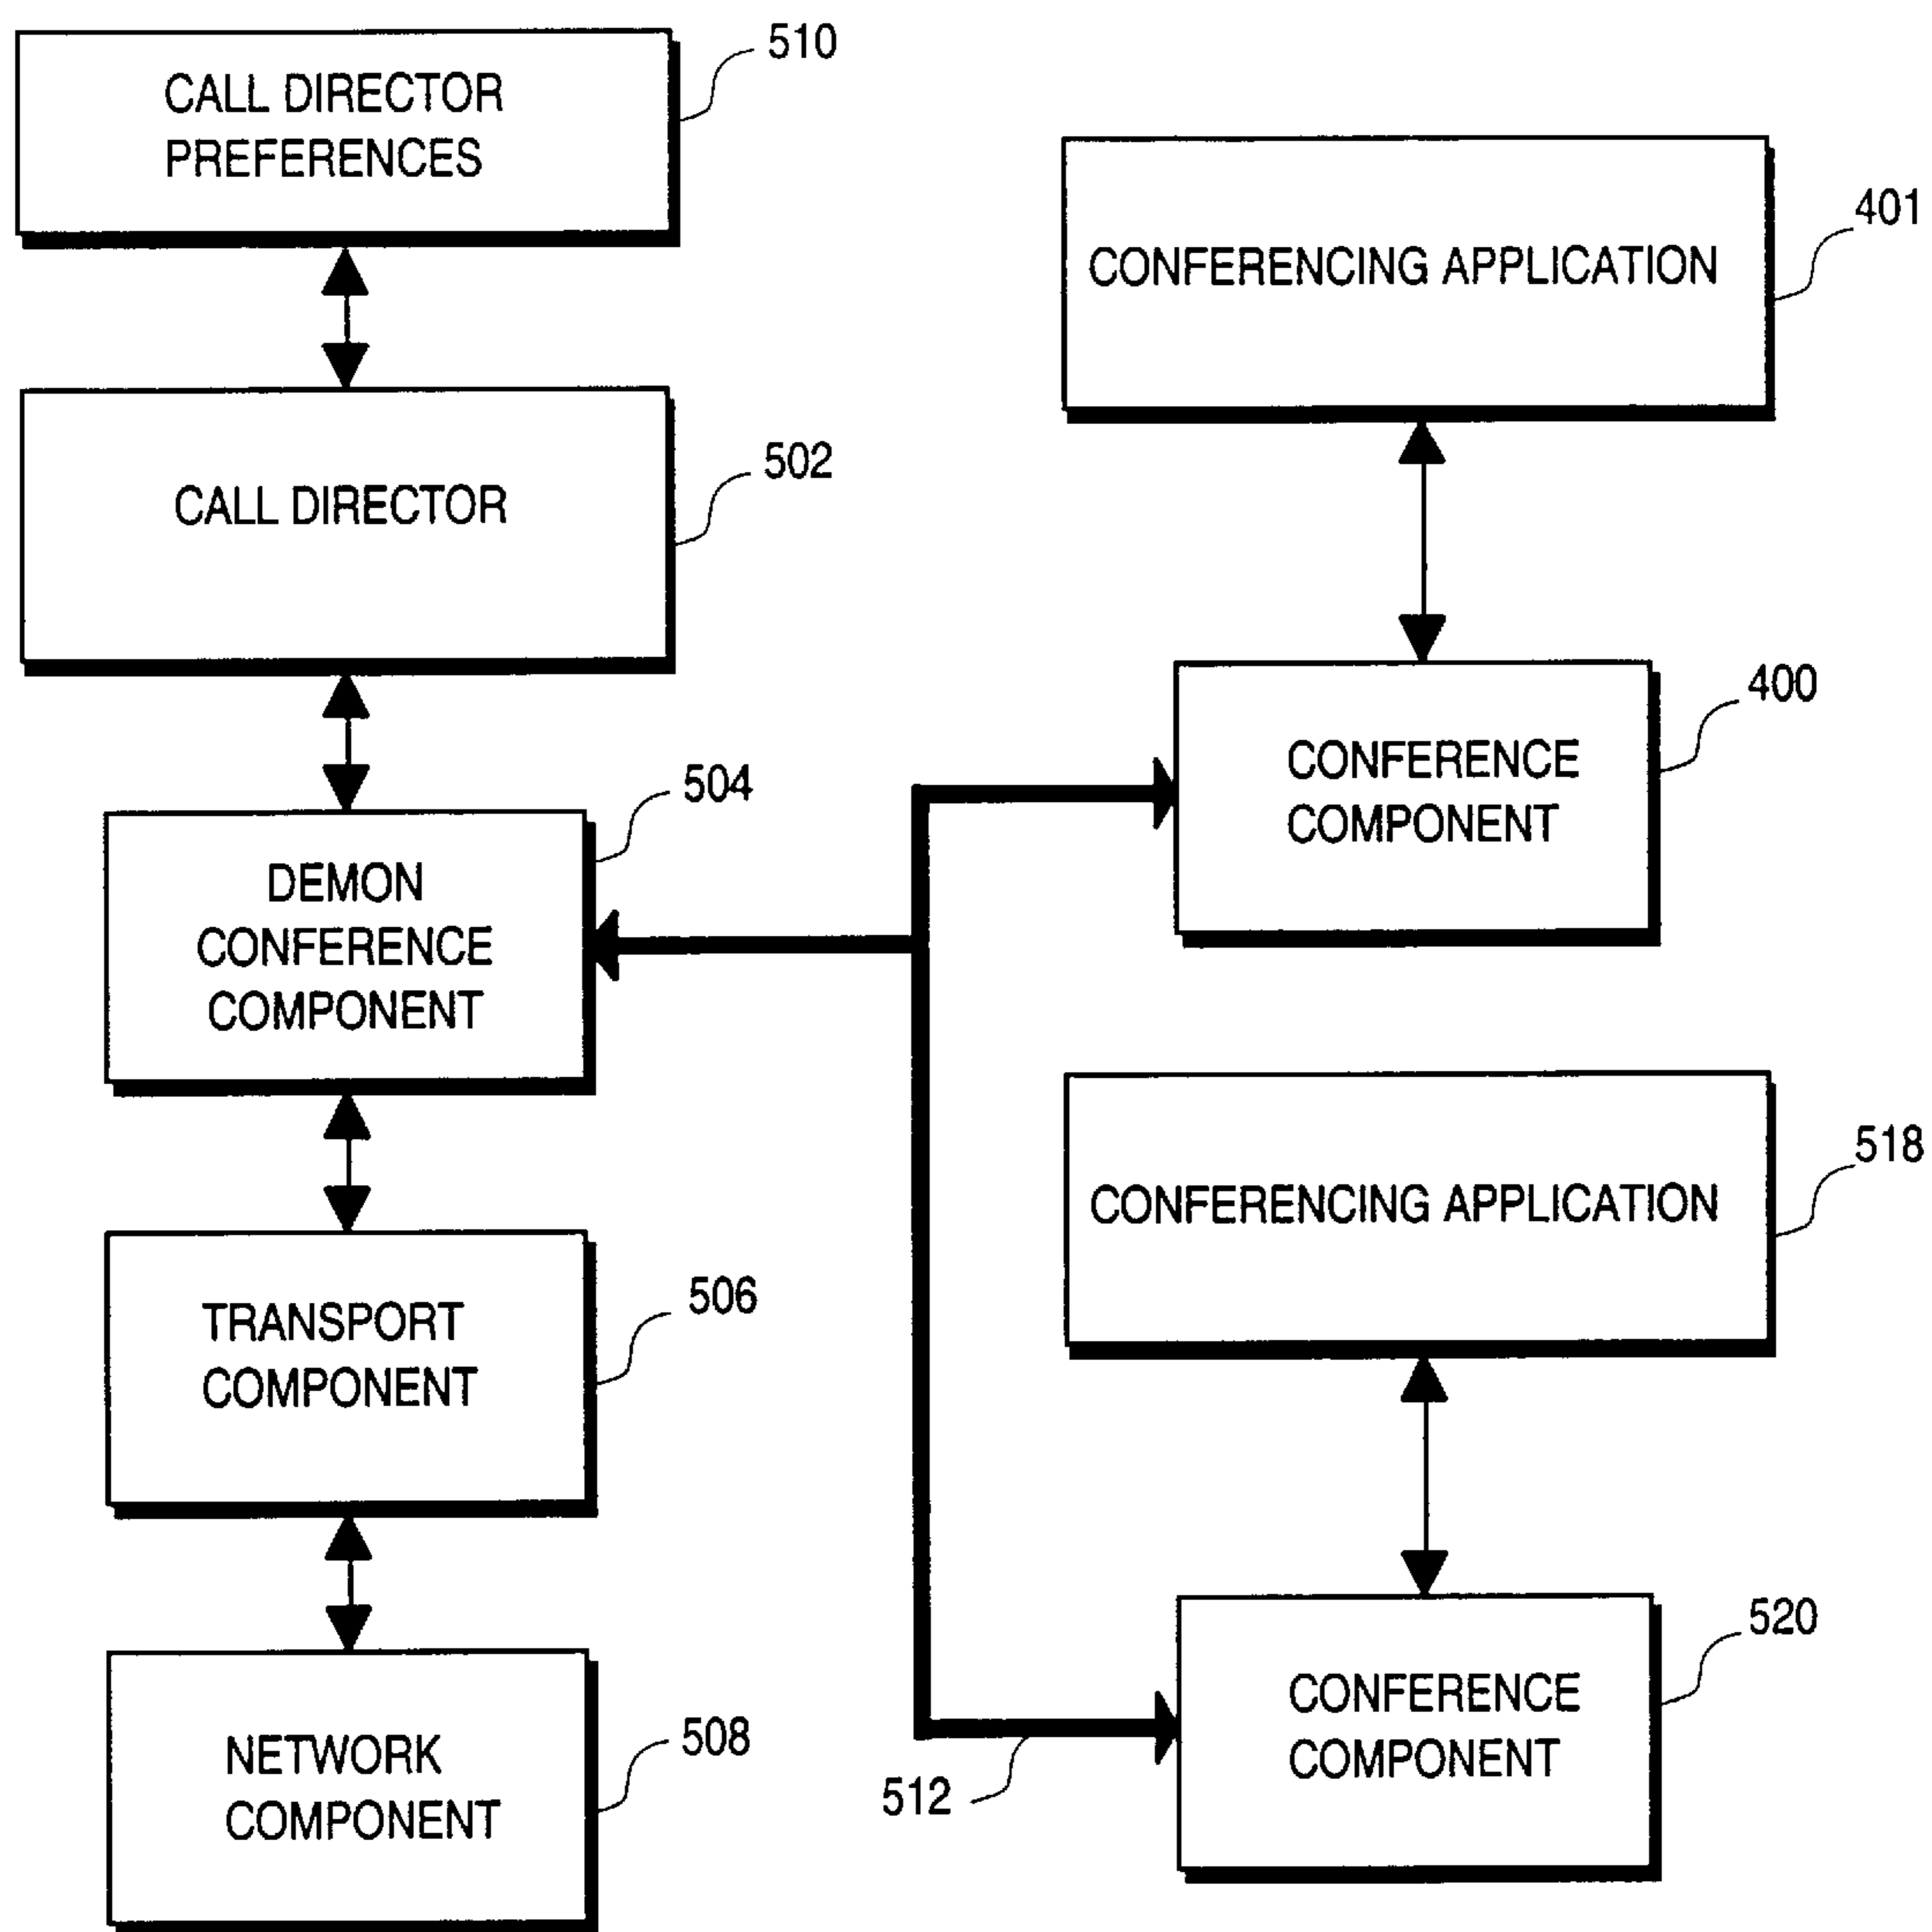 510
CALL DIRECTOR
PREFERENCES
401
CONFERENCING APPLICATION
502
CALL DIRECTOR
400
CONFERENCE
COMPONENT
504
DEMON
CONFERENCE
COMPONENT
518
CONFERENCING APPLICATION
506
TRANSPORT
COMPONENT
520
CONFERENCE
COMPONENT
508
NETWORK
COMPONENT
512